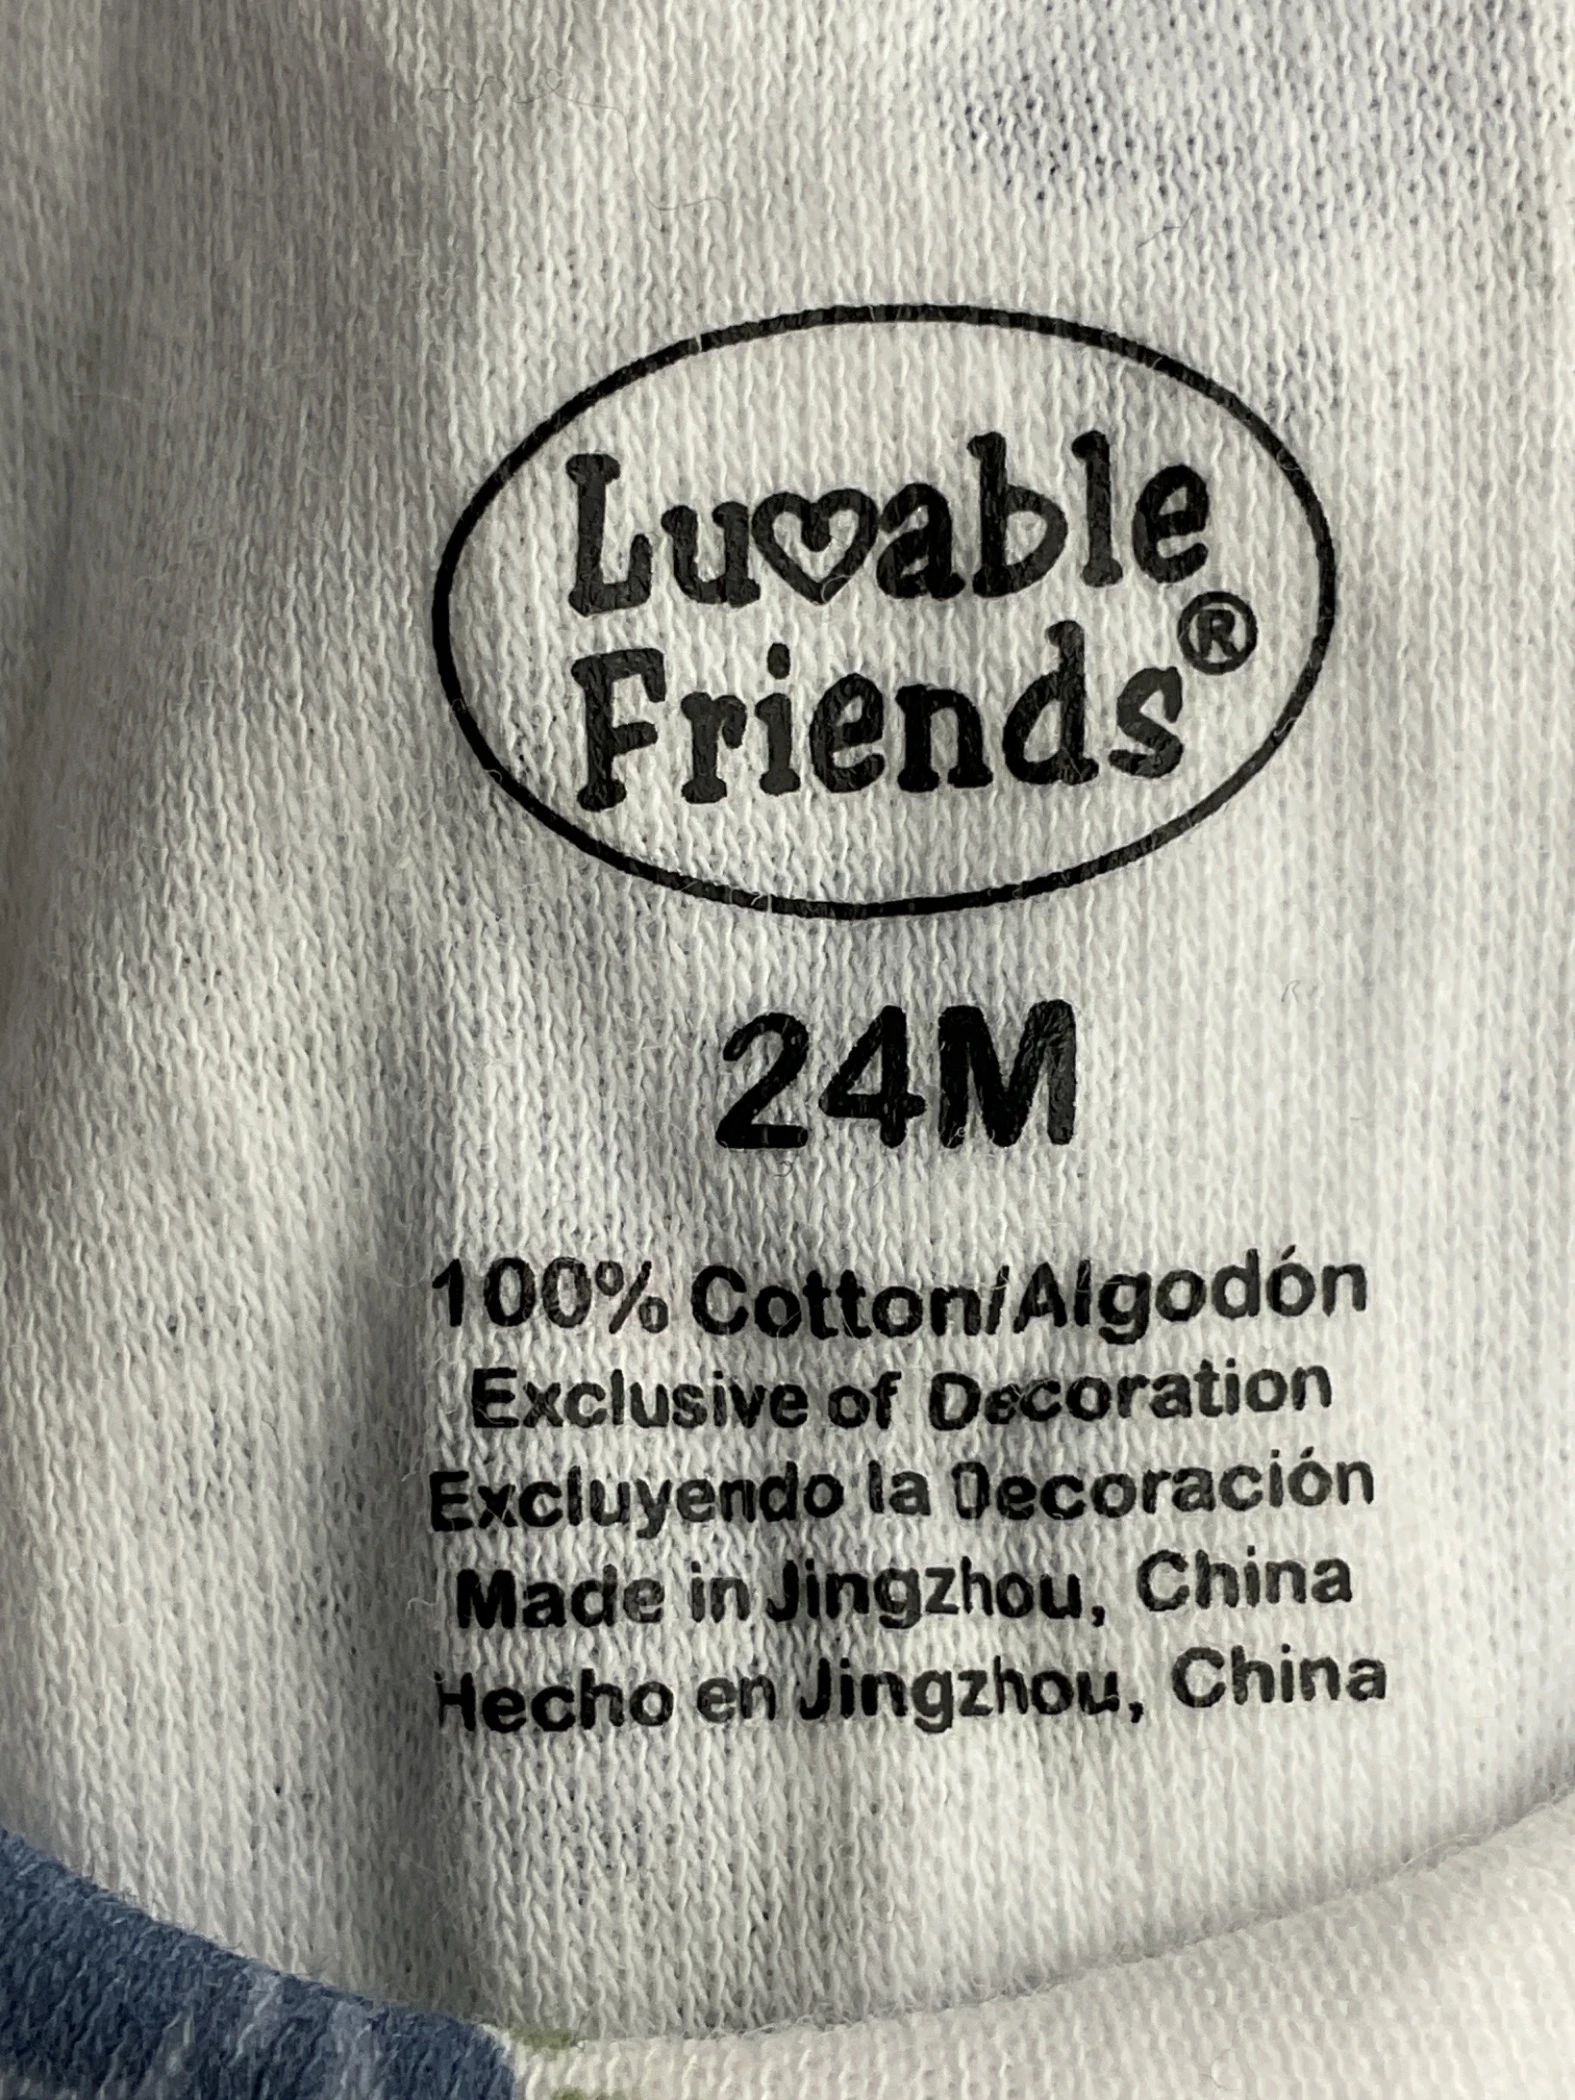 Luvable
Friends®
24M
100% Cotton/Algodón
Exclusive of Decoration
Excluyendo la Decoración
Made in Jingzhou, China
Hecho en Jingzhou, China